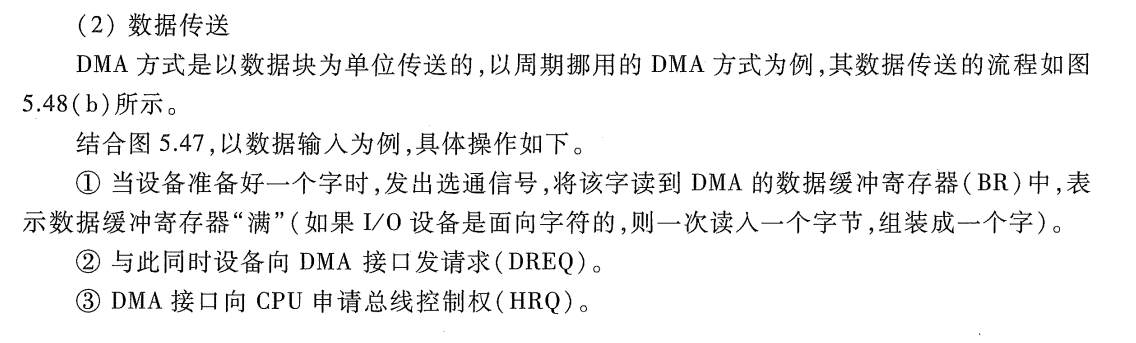 (2) 数据传送
DMA 方式是以数据块为单位传送的,以周期挪用的 DMA 方式为例,其数据传送的流程如图
5.48(b)所示。
结合图 5.47,以数据输入为例,具体操作如下。
① 当设备准备好一个字时,发出选通信号,将该字读到 DMA 的数据缓冲寄存器(BR)中,表
示数据缓冲寄存器“满”(如果 I/O 设备是面向字符的,则一次读入一个字节,组装成一个字)。
② 与此同时设备向 DMA 接口发请求(DREQ)。
③ DMA 接口向 CPU 申请总线控制权(HRQ)。